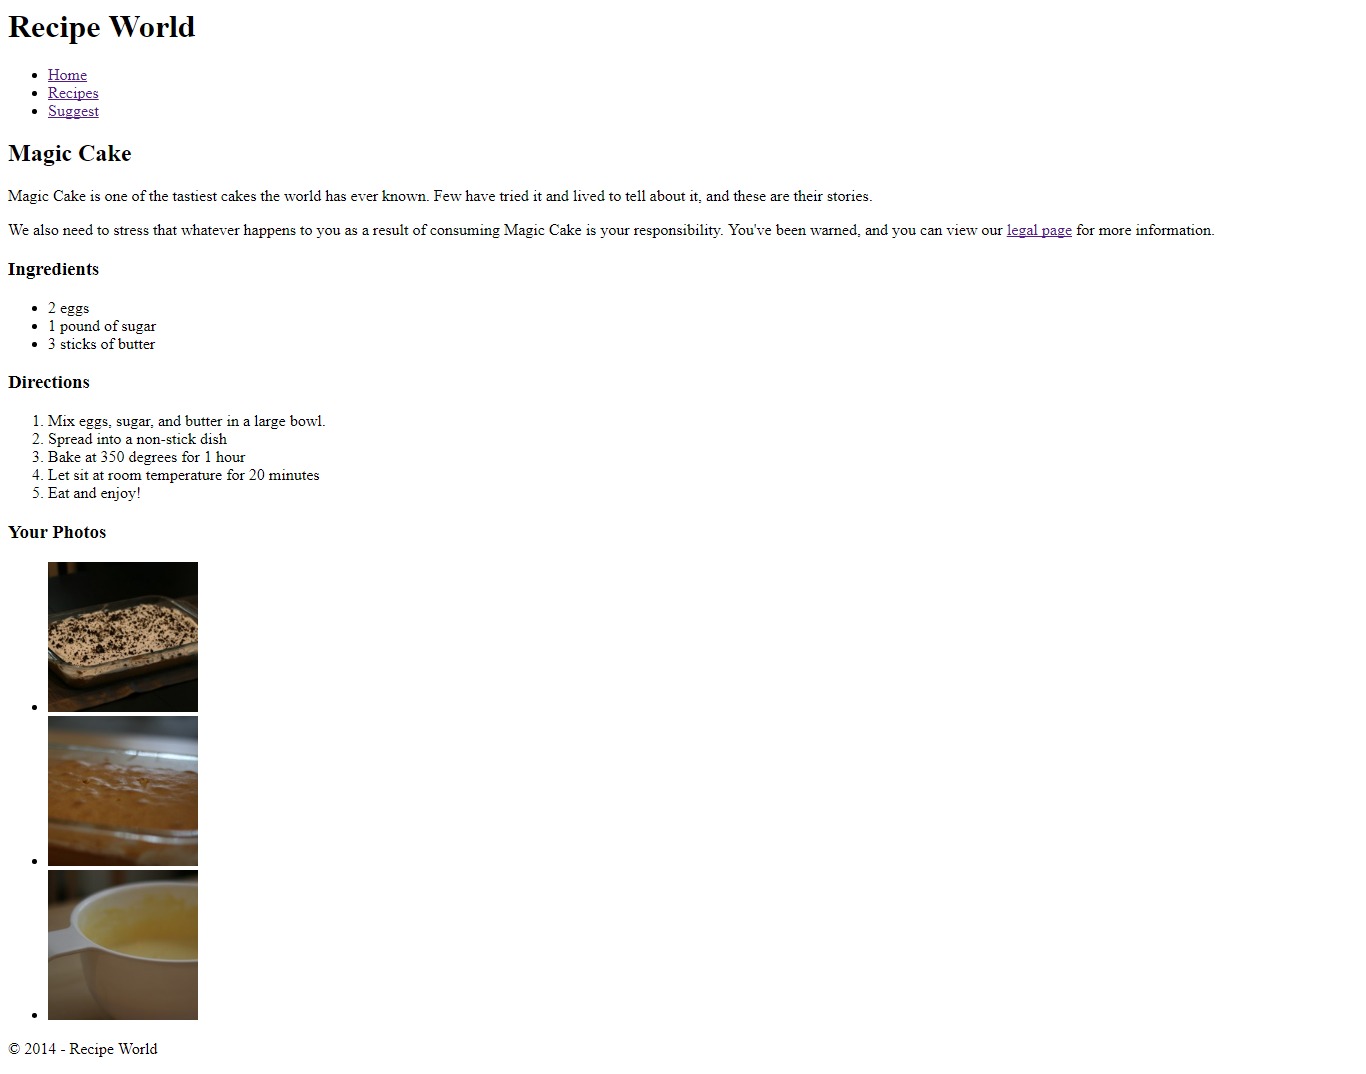 Recipe World
Home
Recipes
Suggest
Magic Cake
Magic Cake is one of the tastiest cakes the world has ever known. Few have tried it and lived to tell about it, and these are their stories.
We also need to stress that whatever happens to you as a result of consuming Magic Cake is your responsibility. You've been warned, and you can view our legal page for more information.
Ingredients
2 eggs
1 pound of sugar
3 sticks of butter
Directions
1. Mix eggs, sugar, and butter in a large bowl.
2. Spread into a non-stick dish
3. Bake at 350 degrees for 1 hour
4. Let sit at room temperature for 20 minutes
5. Eat and enjoy!
Your Photos
© 2014 - Recipe World